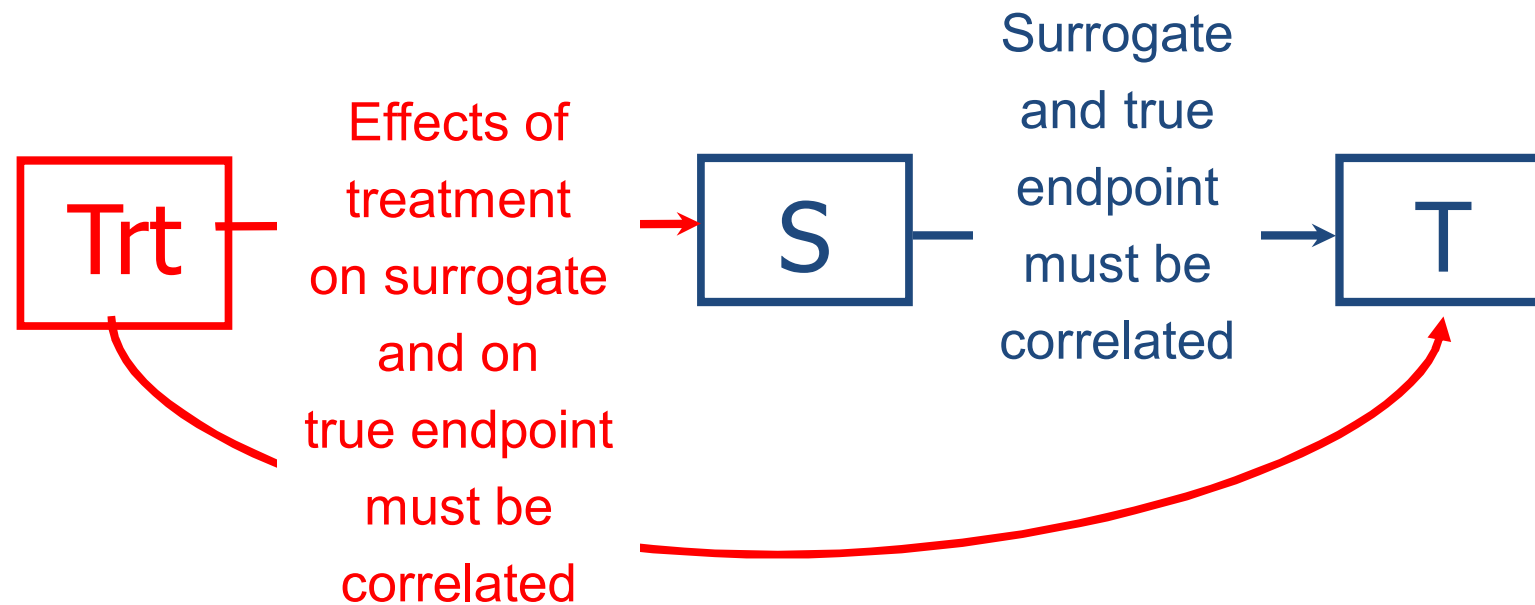 Trt
Effects of
treatment
on surrogate
and on
true endpoint
must be
correlated
S
Surrogate
and true
endpoint
must be
correlated
T